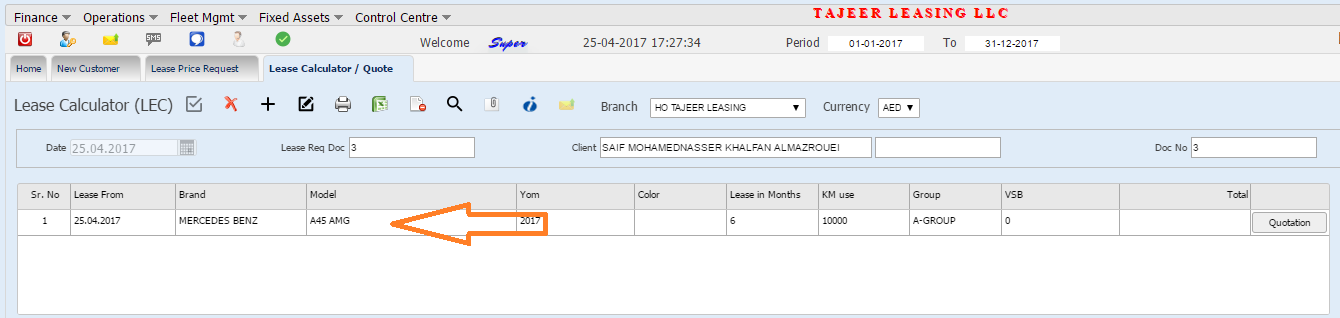 Finance Operations Fleet Mgmt Fixed Assets Control Centre TAJEER LEASING LLC
SMS Welcome Super 25-04-2017 17:27:34 Period 01-01-2017 To 31-12-2017
Home New Customer Lease Price Request Lease Calculator / Quote
Lease Calculator (LEC) Branch HO TAJEER LEASING Currency AED
Date 25.04.2017 Lease Req Doc 3 Client SAIF MOHAMEDNASSER KHALFAN ALMAZROUEI Doc No 3
Sr. No Lease From Brand Model Yom Color Lease in Months KM use Group VSB Total
1 25.04.2017 MERCEDES BENZ A45 AMG 2017 6 10000 A-GROUP 0 Quotation